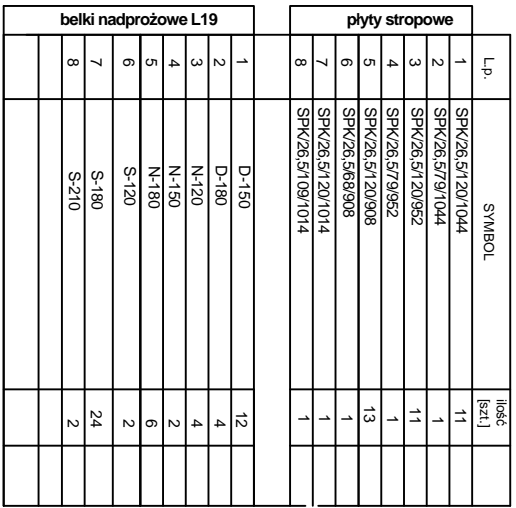 płyty stropowe
L.p. SYMBOL ilość [szt.]
1 SPK/26,5/120/1044 11
2 SPK/26,5/79/1044 1
3 SPK/26,5/120/952 11
4 SPK/26,5/79/952 1
5 SPK/26,5/120/908 13
6 SPK/26,5/68/908 1
7 SPK/26,5/120/1014 1
8 SPK/26,5/109/1014 1
belki nadprożowe L19
1 D-150 12
2 D-180 4
3 N-120 4
4 N-150 2
5 N-180 6
6 S-120 2
7 S-180 24
8 S-210 2